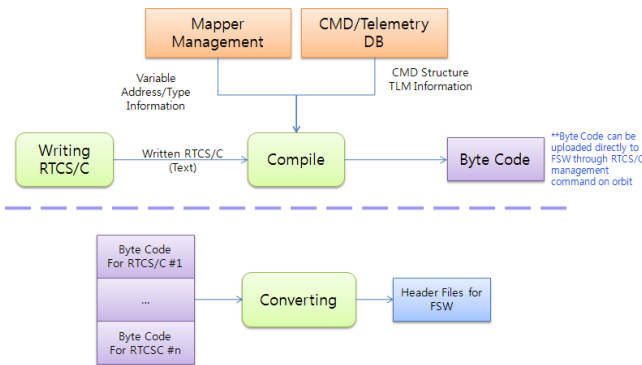 Mapper
Management
CMD/Telemetry
DB
Variable
Address/Type
Information
CMD Structure
TLM Information
Writing
RTCS/C
Written RTCS/C
(Text)
Compile
Byte Code
**Byte Code can be
uploaded directly to
FSW through RTCS/C
management
command on orbit
Byte Code
For RTCS/C #1
...
Byte Code
For RTCSC #n
Converting
Header Files for
FSW